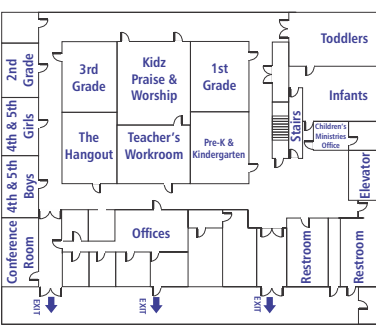 Toddlers
2nd
Grade
3rd
Grade
Kidz
Praise &
Worship
1st
Grade
Infants
4th & 5th
Girls
Stairs
Children's
Ministries
Office
The
Hangout
Teacher's
Workroom
Pre-K &
Kindergarten
4th & 5th
Boys
Elevator
Conference
Room
Offices
Restroom
Restroom
EXIT
EXIT
EXIT